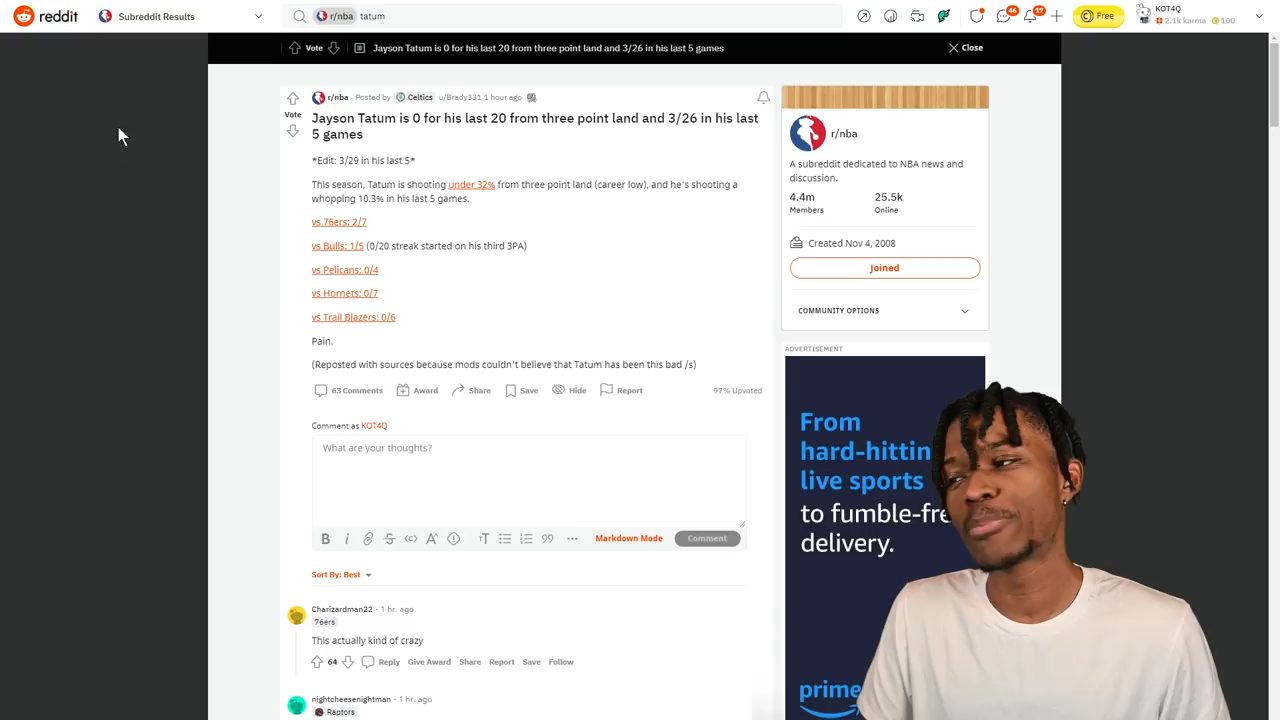 reddit
Subreddit Results
r/nba tatum
46
17
Free
KOT4Q
2.1k karma 100
Vote
Jayson Tatum is 0 for his last 20 from three point land and 3/26 in his last 5 games
Close
r/nba · Posted by Celtics u/Brady331 1 hour ago
Vote
Jayson Tatum is 0 for his last 20 from three point land and 3/26 in his last
5 games
*Edit: 3/29 in his last 5*
This season, Tatum is shooting under 32% from three point land (career low), and he's shooting a
whopping 10.3% in his last 5 games.
vs 76ers: 2/7
vs Bulls: 1/5 (0/20 streak started on his third 3PA)
vs Pelicans: 0/4
vs Hornets: 0/7
vs Trail Blazers: 0/6
Pain.
(Reposted with sources because mods couldn't believe that Tatum has been this bad /s)
63 Comments Award Share Save Hide Report 97% Upvoted
Comment as KOT4Q
What are your thoughts?
Markdown Mode Comment
Sort By: Best
Charizardman22 · 1 hr. ago
76ers
This actually kind of crazy
64 Reply Give Award Share Report Save Follow
nightcheesenightman · 1 hr. ago
Raptors
r/nba
A subreddit dedicated to NBA news and
discussion.
4.4m 25.5k
Members Online
Created Nov 4, 2008
Joined
COMMUNITY OPTIONS
ADVERTISEMENT
From
hard-hittin
live sports
to fumble-fre
delivery.
prime